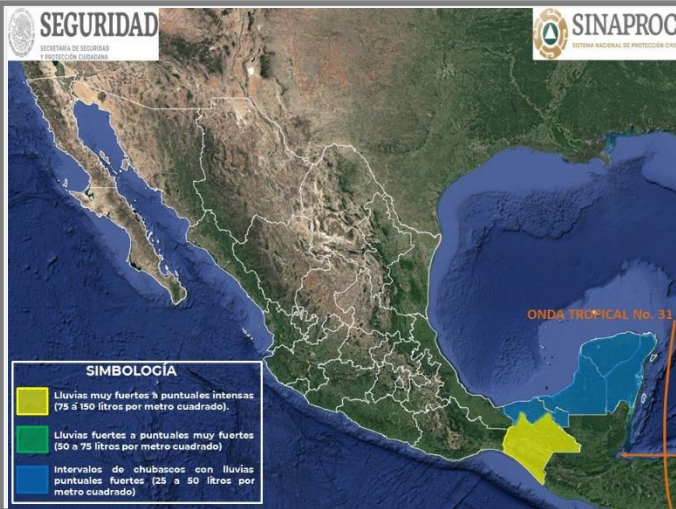 SEGURIDAD
SECRETARÍA DE SEGURIDAD
Y PROTECCIÓN CIUDADANA
SINAPROC
SISTEMA NACIONAL DE PROTECCIÓN CIVIL
ONDA TROPICAL No. 31
SIMBOLOGÍA
Lluvias muy fuertes a puntuales intensas
(75 a 150 litros por metro cuadrado).
Lluvias fuertes a puntuales muy fuertes
(50 a 75 litros por metro cuadrado)
Intervalos de chubascos con lluvias
puntuales fuertes (25 a 50 litros por
metro cuadrado)